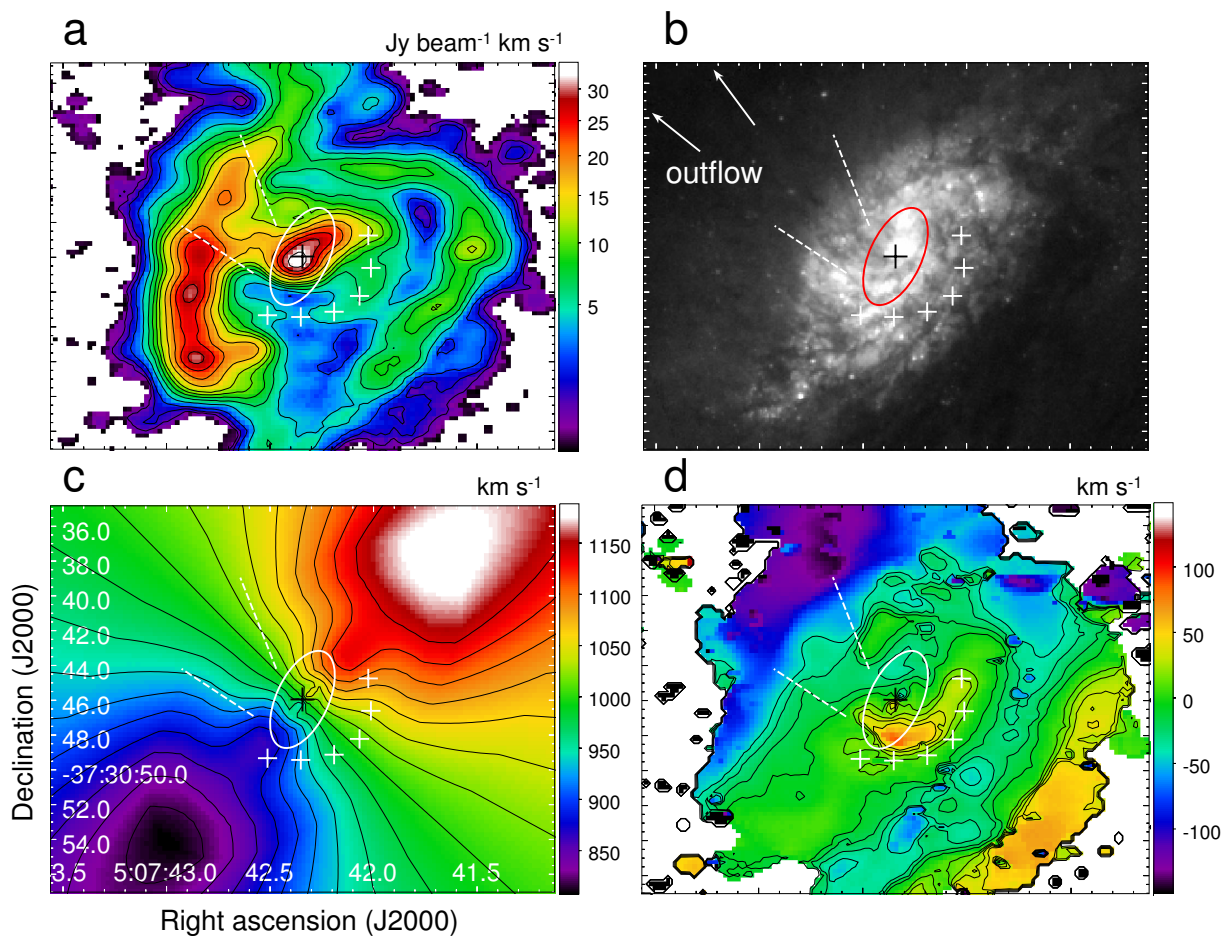 a
Jy beam-1 km s-1
30
25
20
15
10
5
b
outflow
c
km s-1
36.0
38.0
40.0
42.0
44.0
46.0
48.0
-37:30:50.0
52.0
54.0
3.5 5:07:43.0 42.5 42.0 41.5
1150
1100
1050
1000
950
900
850
Declination (J2000)
Right ascension (J2000)
d
km s-1
100
50
0
-50
-100